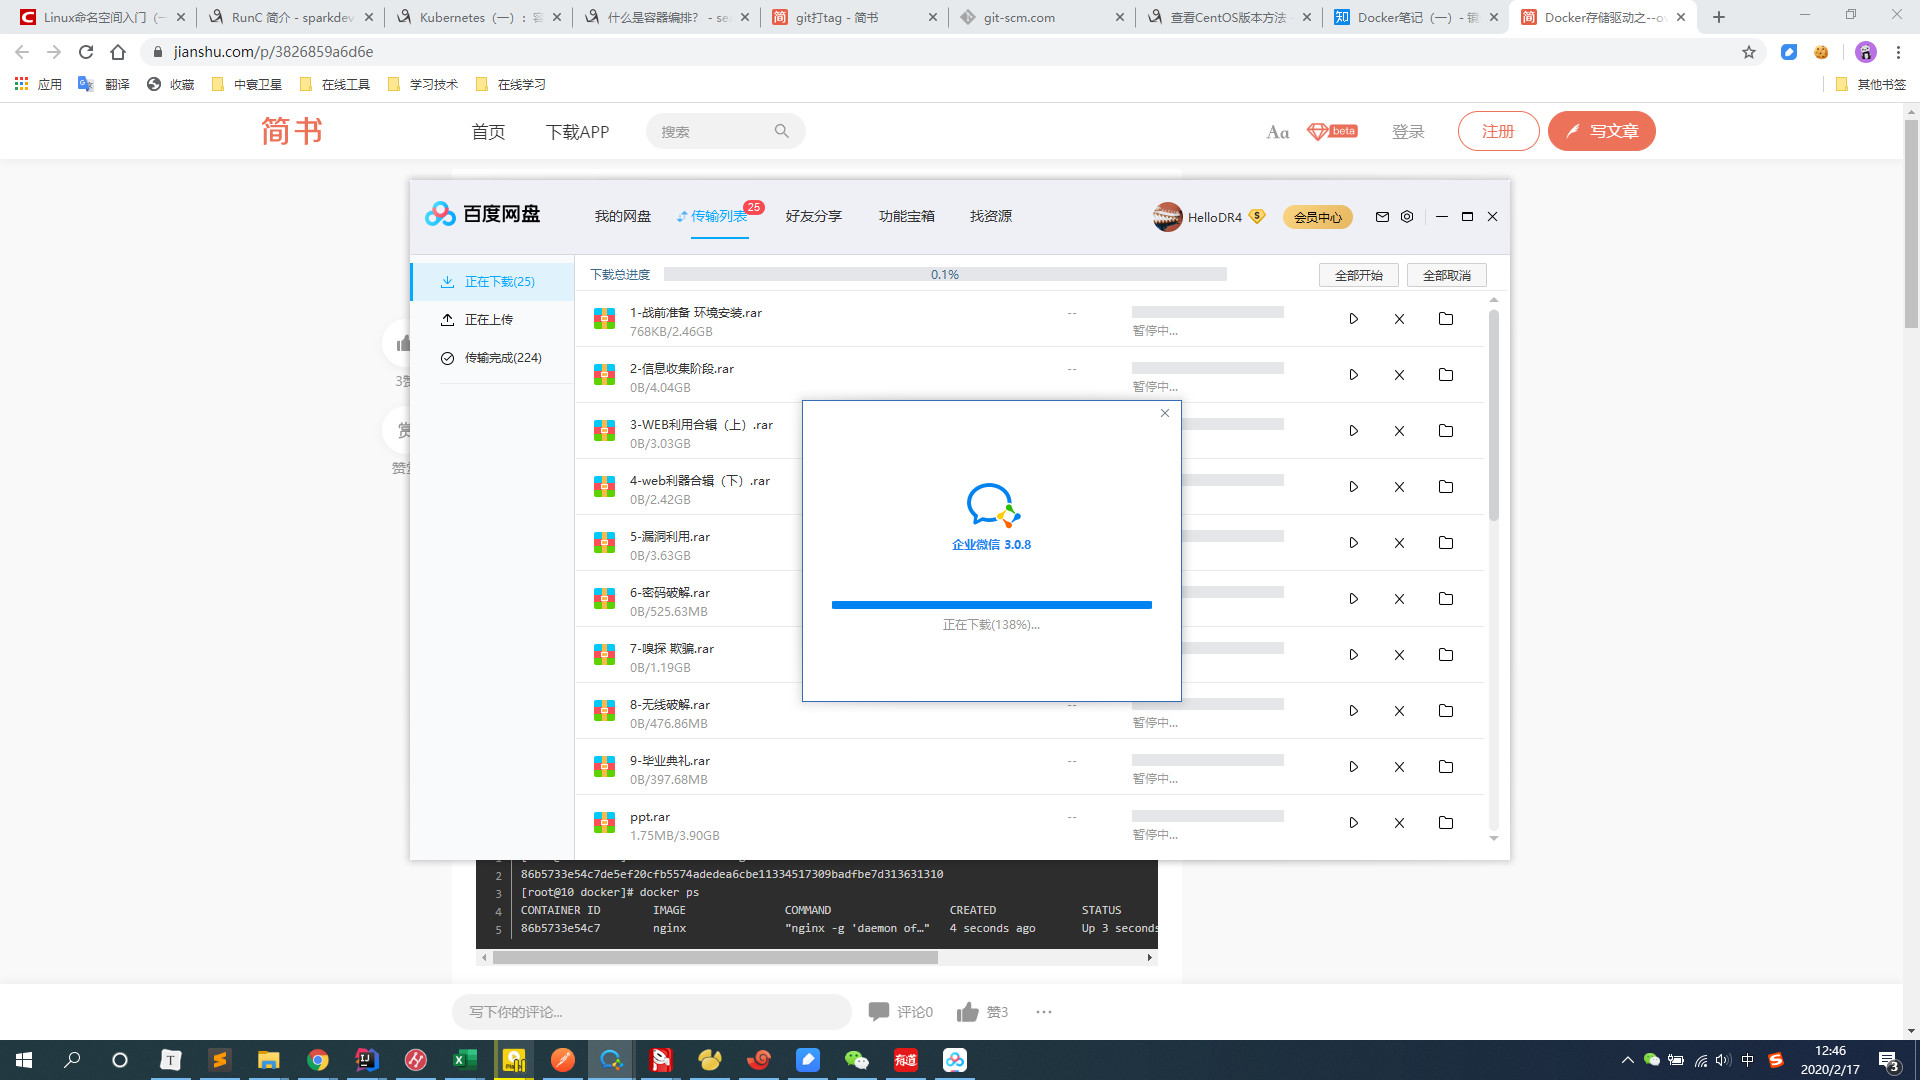 Linux命名空间入门（一
RunC 简介 - sparkdev
Kubernetes（一）：容
什么是容器编排？ - se
git打tag - 简书
git-scm.com
查看CentOS版本方法
Docker笔记（一）- 镜
Docker存储驱动之--ov
jianshu.com/p/3826859a6d6e
应用
翻译
收藏
中寰卫星
在线工具
学习技术
在线学习
其他书签
简书
首页
下载APP
搜索
Aa
beta
登录
注册
写文章
百度网盘
我的网盘
传输列表
25
好友分享
功能宝箱
找资源
HelloDR4
会员中心
正在下载(25)
正在上传
传输完成(224)
下载总进度
0.1%
全部开始
全部取消
1-战前准备 环境安装.rar
768KB/2.46GB
--
暂停中...
2-信息收集阶段.rar
0B/4.04GB
--
暂停中...
3-WEB利用合辑（上）.rar
0B/3.03GB
4-web利器合辑（下）.rar
0B/2.42GB
5-漏洞利用.rar
0B/3.63GB
6-密码破解.rar
0B/525.63MB
7-嗅探 欺骗.rar
0B/1.19GB
8-无线破解.rar
0B/476.86MB
--
暂停中...
9-毕业典礼.rar
0B/397.68MB
--
暂停中...
ppt.rar
1.75MB/3.90GB
--
暂停中...
企业微信 3.0.8
正在下载(138%)...
3赞
赏
赞赏
2 86b5733e54c7de5ef20cfb5574adedea6cbe11334517309badfbe7d313631310
3 [root@10 docker]# docker ps
4 CONTAINER ID IMAGE COMMAND CREATED STATUS
5 86b5733e54c7 nginx "nginx -g 'daemon of…" 4 seconds ago Up 3 seconds
写下你的评论...
评论0
赞3
有道
中
12:46
2020/2/17
3